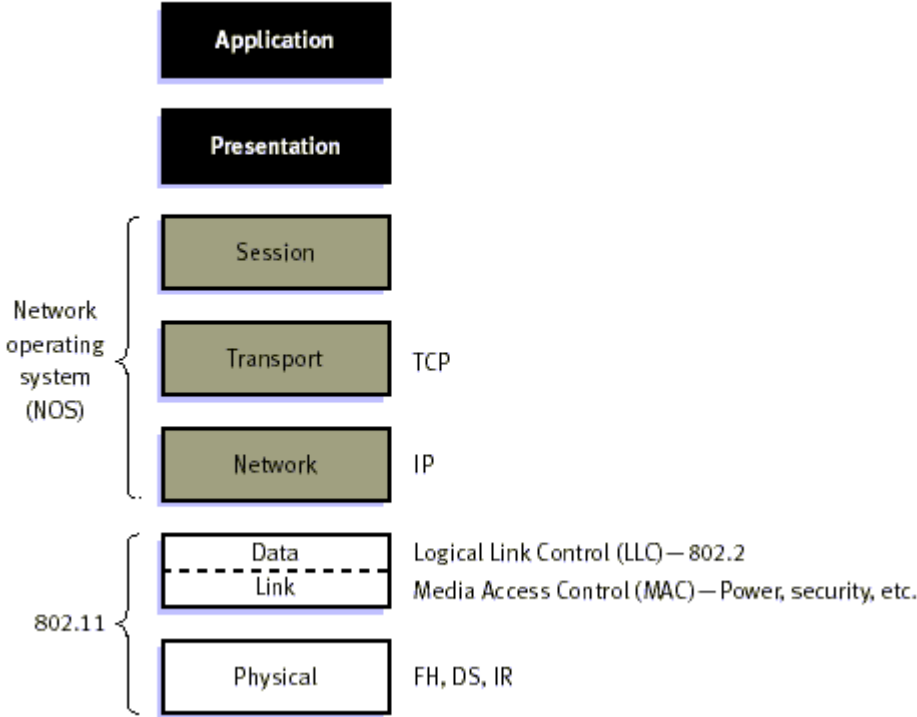 Application
Presentation
Session
Network
operating
system
(NOS)
Transport
TCP
Network
IP
Data
Logical Link Control (LLC)—802.2
Link
Media Access Control (MAC)—Power, security, etc.
802.11
Physical
FH, DS, IR